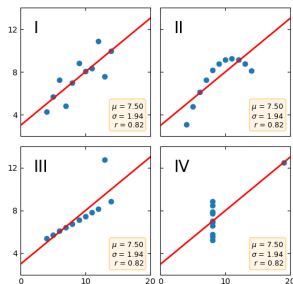 I
II
12
8
4
μ = 7.50
σ = 1.94
r = 0.82
μ = 7.50
σ = 1.94
r = 0.82
III
IV
12
8
4
μ = 7.50
σ = 1.94
r = 0.82
μ = 7.50
σ = 1.94
r = 0.82
0 10 20
0 10 20